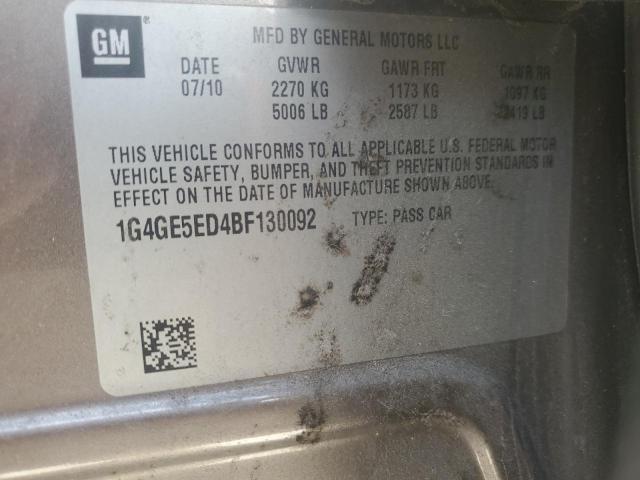 GM
MFD BY GENERAL MOTORS LLC
DATE GVWR GAWR FRT GAWR RR
07/10 2270 KG 1173 KG 1097 KG
5006 LB 2587 LB 2419 LB
THIS VEHICLE CONFORMS TO ALL APPLICABLE U.S. FEDERAL MOTOR
VEHICLE SAFETY, BUMPER, AND THEFT PREVENTION STANDARDS IN
EFFECT ON THE DATE OF MANUFACTURE SHOWN ABOVE.
1G4GE5ED4BF130092 TYPE: PASS CAR